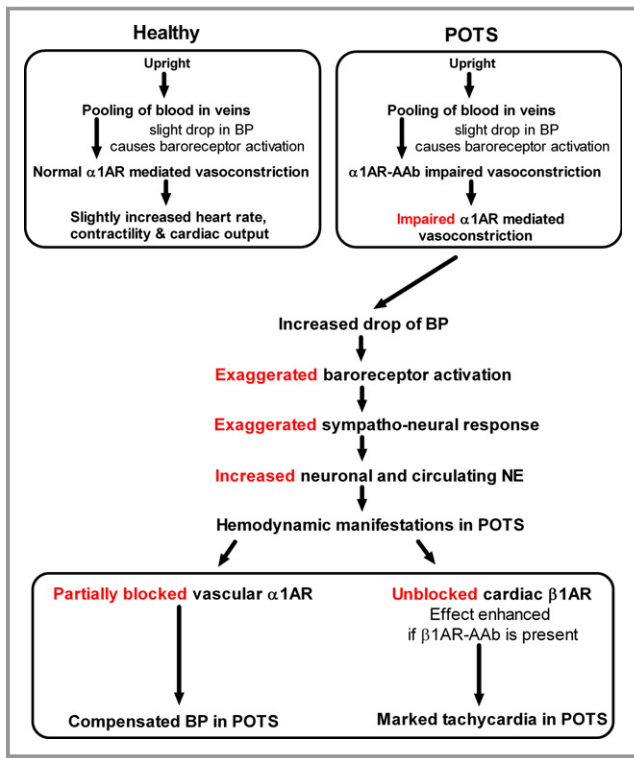 Healthy
Upright
Pooling of blood in veins
slight drop in BP
causes baroreceptor activation
Normal α1AR mediated vasoconstriction
Slightly increased heart rate,
contractility & cardiac output
POTS
Upright
Pooling of blood in veins
slight drop in BP
causes baroreceptor activation
α1AR-AAb impaired vasoconstriction
Impaired α1AR mediated
vasoconstriction
Increased drop of BP
Exaggerated baroreceptor activation
Exaggerated sympatho-neural response
Increased neuronal and circulating NE
Hemodynamic manifestations in POTS
Partially blocked vascular α1AR
Compensated BP in POTS
Unblocked cardiac β1AR
Effect enhanced
if β1AR-AAb is present
Marked tachycardia in POTS